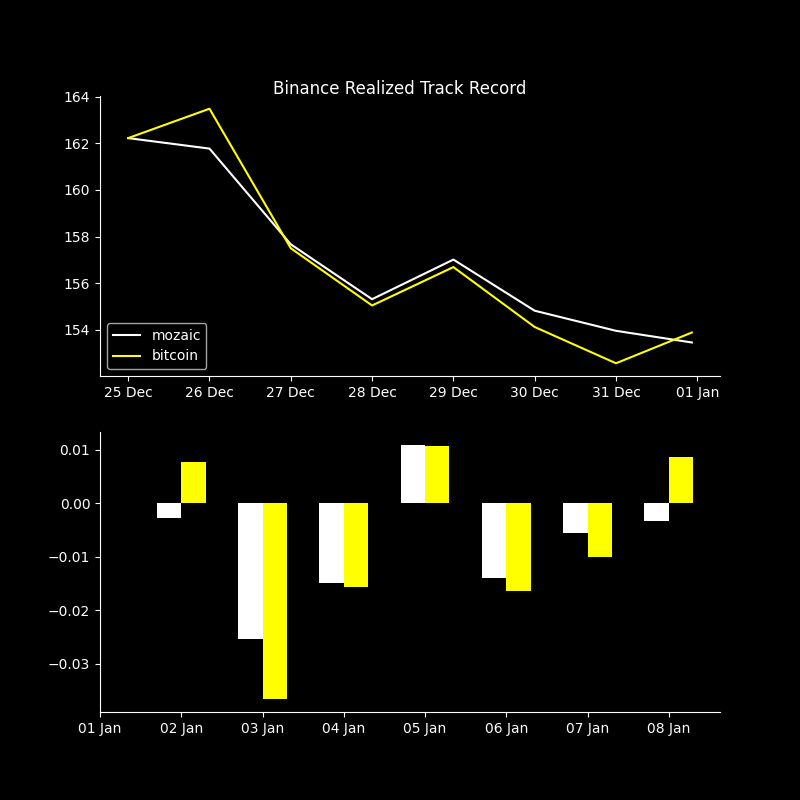 Binance Realized Track Record
164
162
160
158
156
154
mozaic
bitcoin
25 Dec 26 Dec 27 Dec 28 Dec 29 Dec 30 Dec 31 Dec 01 Jan
0.01
0.00
−0.01
−0.02
−0.03
01 Jan 02 Jan 03 Jan 04 Jan 05 Jan 06 Jan 07 Jan 08 Jan